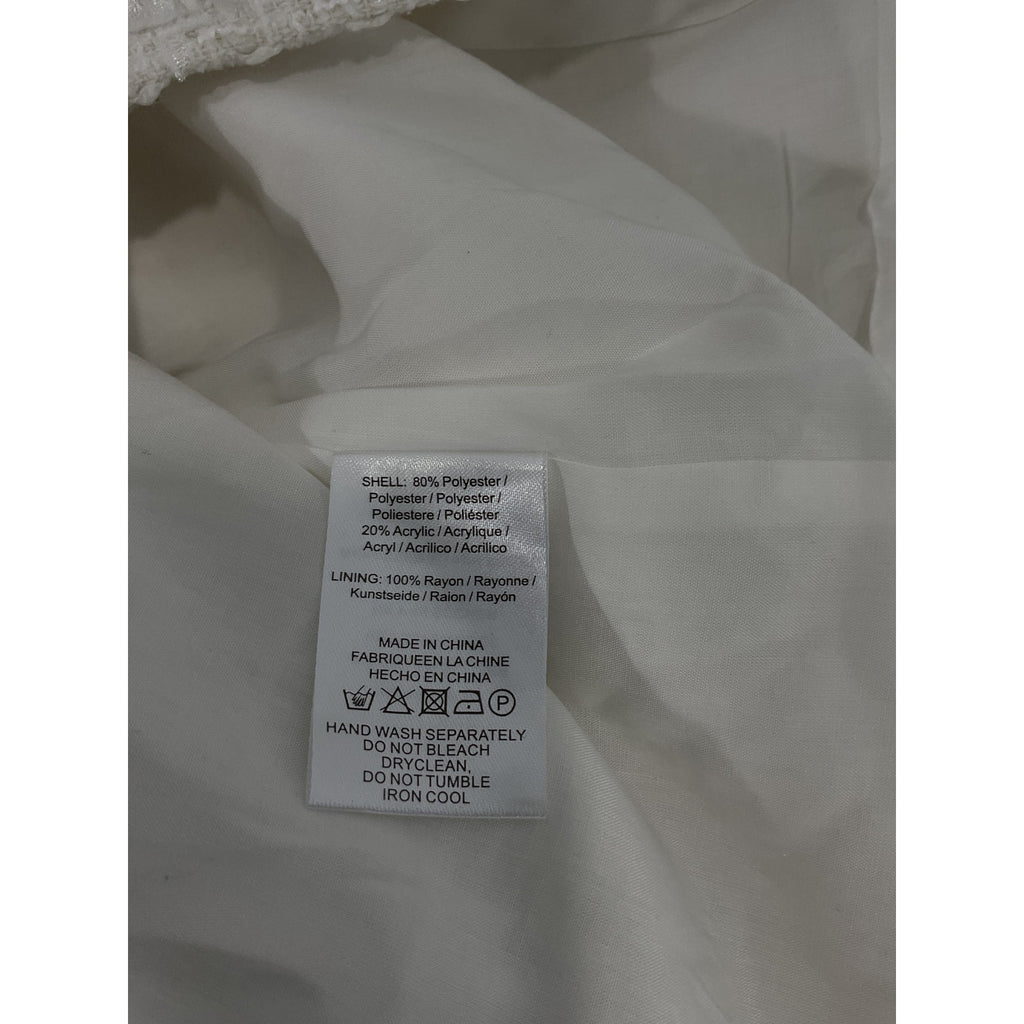 SHELL: 80% Polyester /
Polyester / Polyester /
Poliestere / Poliéster
20% Acrylic / Acrylique /
Acryl / Acrilico / Acrilico
LINING: 100% Rayon / Rayonne /
Kunstseide / Raion / Rayón
MADE IN CHINA
FABRIQUEEN LA CHINE
HECHO EN CHINA
P
HAND WASH SEPARATELY
DO NOT BLEACH
DRYCLEAN,
DO NOT TUMBLE
IRON COOL